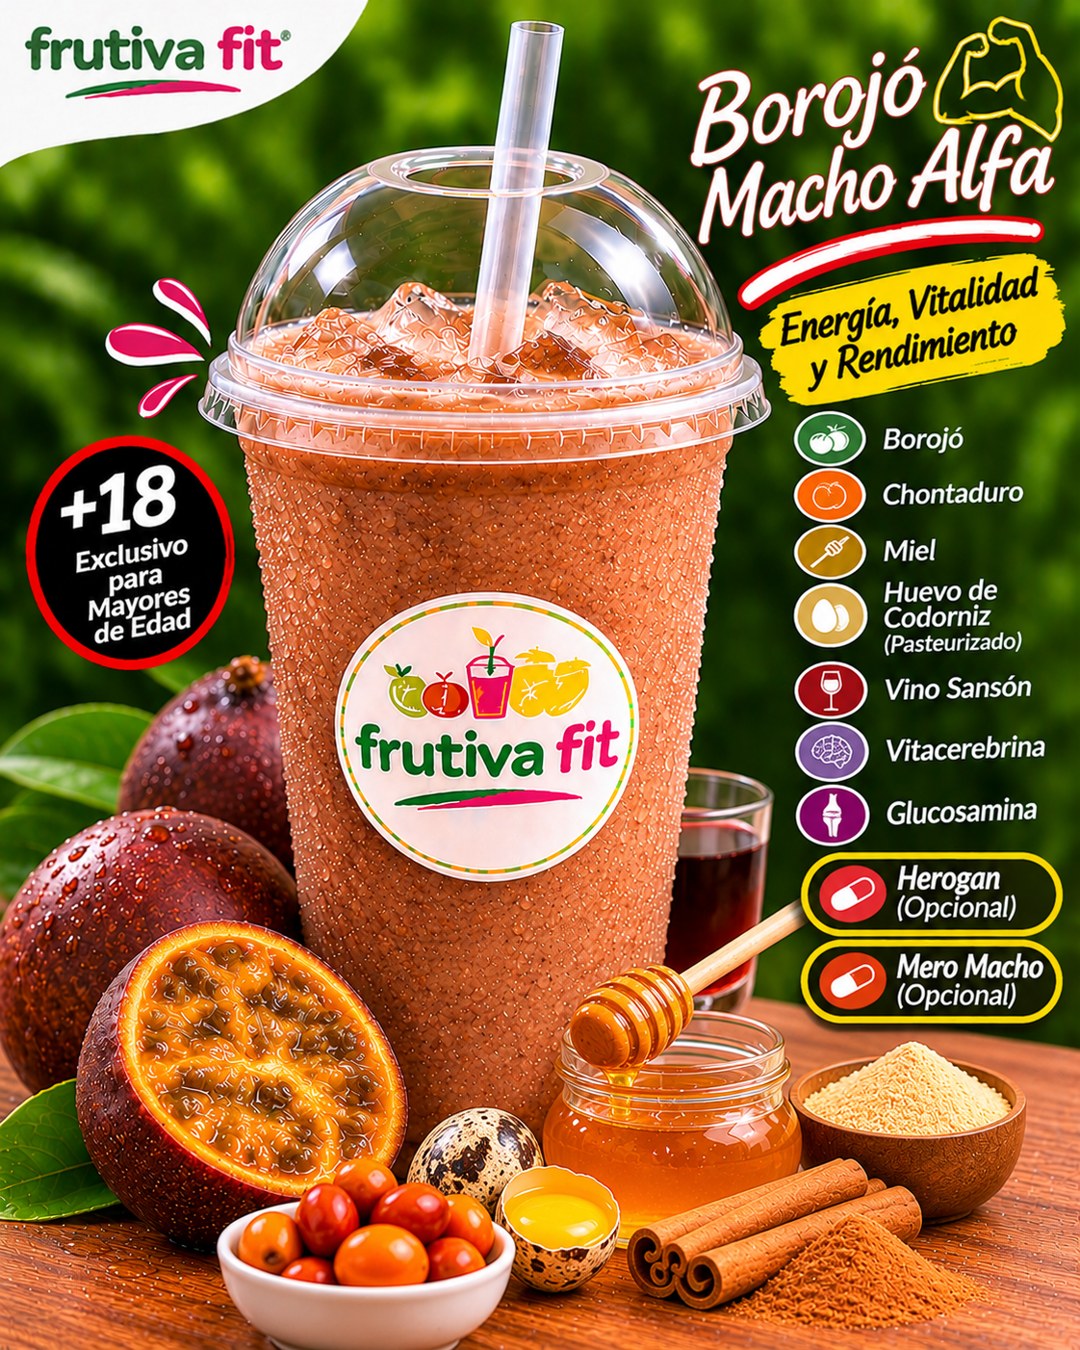 frutiva fit®
Borojó
Macho Alfa
Energía, Vitalidad
y Rendimiento
+18
Exclusivo
para
Mayores
de Edad
Borojó
Chontaduro
Miel
Huevo de
Codorniz
(Pasteurizado)
Vino Sansón
Vitacerebrina
Glucosamina
Herogan
(Opcional)
Mero Macho
(Opcional)
frutiva fit